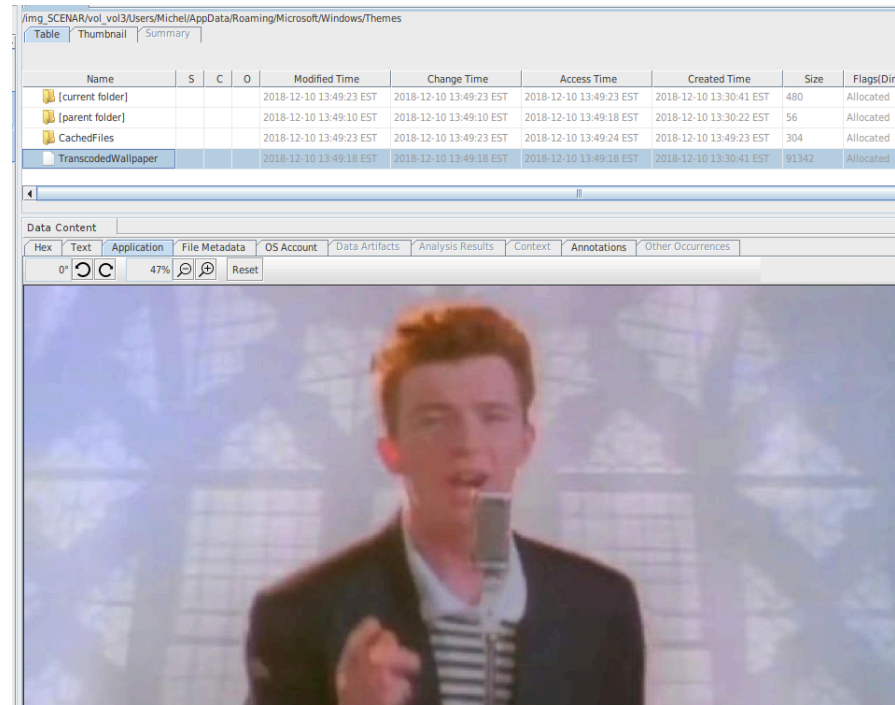 /img_SCENAR/vol_vol3/Users/Michel/AppData/Roaming/Microsoft/Windows/Themes
Table Thumbnail Summary
Name S C O Modified Time Change Time Access Time Created Time Size Flags(Dir
[current folder] 2018-12-10 13:49:23 EST 2018-12-10 13:49:23 EST 2018-12-10 13:49:23 EST 2018-12-10 13:30:41 EST 480 Allocated
[parent folder] 2018-12-10 13:49:10 EST 2018-12-10 13:49:10 EST 2018-12-10 13:49:18 EST 2018-12-10 13:30:22 EST 56 Allocated
CachedFiles 2018-12-10 13:49:23 EST 2018-12-10 13:49:23 EST 2018-12-10 13:49:24 EST 2018-12-10 13:49:23 EST 304 Allocated
TranscodedWallpaper 2018-12-10 13:49:18 EST 2018-12-10 13:49:18 EST 2018-12-10 13:49:18 EST 2018-12-10 13:30:41 EST 91342 Allocated
Data Content
Hex Text Application File Metadata OS Account Data Artifacts Analysis Results Context Annotations Other Occurrences
0° 47% Reset